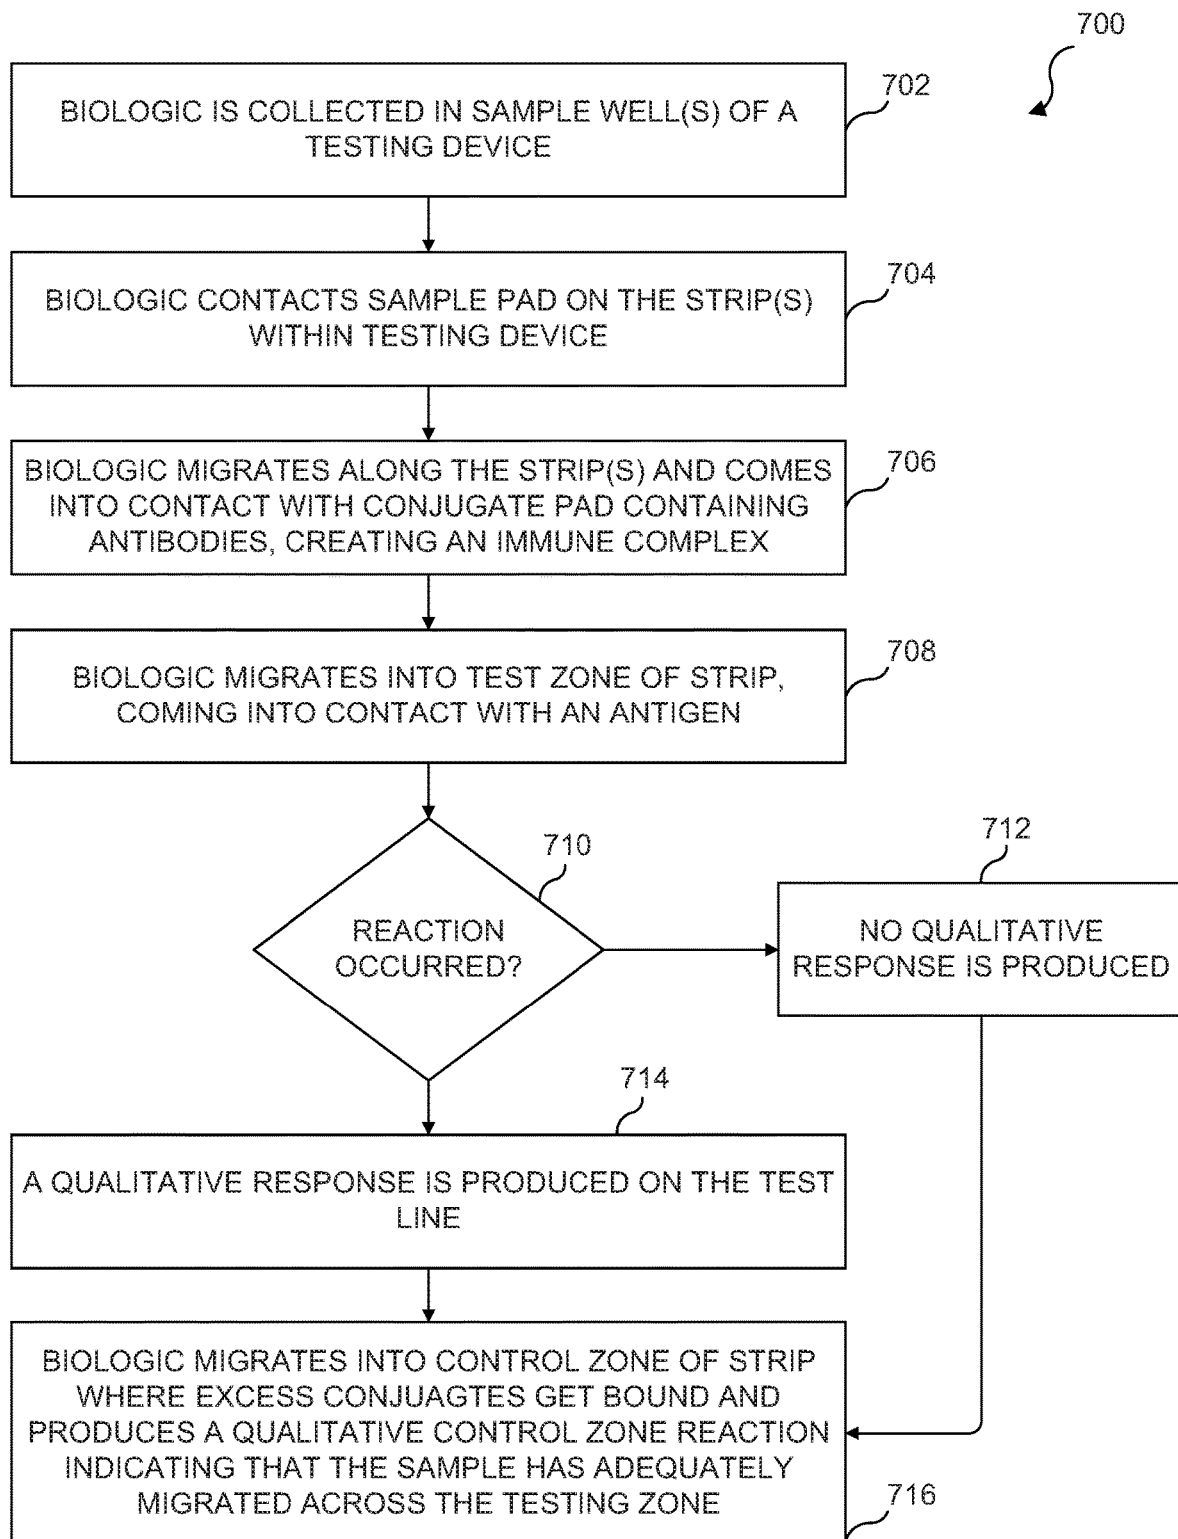 700
702
BIOLOGIC IS COLLECTED IN SAMPLE WELL(S) OF A
TESTING DEVICE
704
BIOLOGIC CONTACTS SAMPLE PAD ON THE STRIP(S)
WITHIN TESTING DEVICE
706
BIOLOGIC MIGRATES ALONG THE STRIP(S) AND COMES
INTO CONTACT WITH CONJUGATE PAD CONTAINING
ANTIBODIES, CREATING AN IMMUNE COMPLEX
708
BIOLOGIC MIGRATES INTO TEST ZONE OF STRIP,
COMING INTO CONTACT WITH AN ANTIGEN
710
REACTION
OCCURRED?
712
NO QUALITATIVE
RESPONSE IS PRODUCED
714
A QUALITATIVE RESPONSE IS PRODUCED ON THE TEST
LINE
BIOLOGIC MIGRATES INTO CONTROL ZONE OF STRIP
WHERE EXCESS CONJUAGTES GET BOUND AND
PRODUCES A QUALITATIVE CONTROL ZONE REACTION
INDICATING THAT THE SAMPLE HAS ADEQUATELY
MIGRATED ACROSS THE TESTING ZONE
716